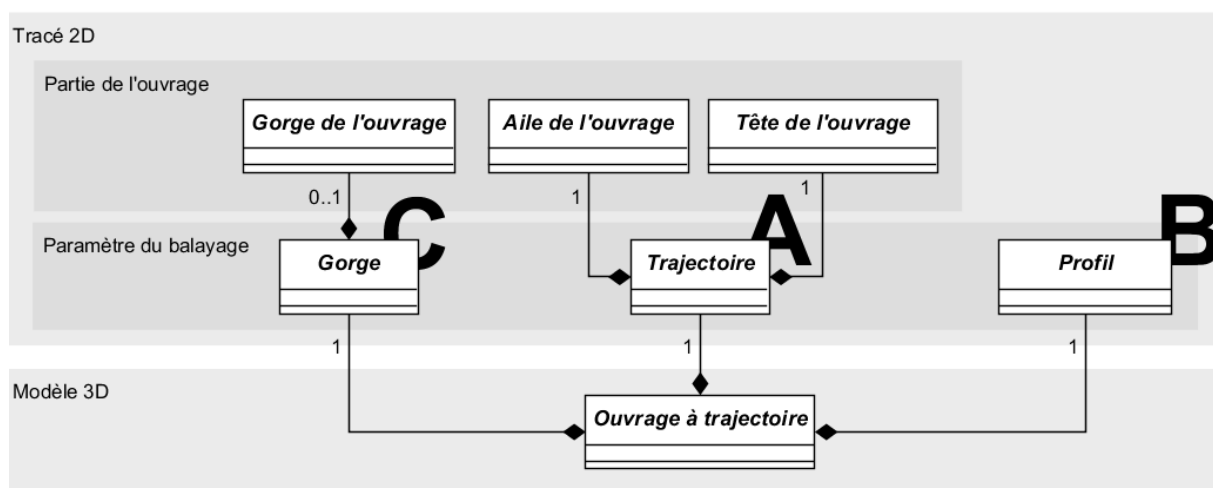 Tracé 2D
Partie de l'ouvrage
Gorge de l'ouvrage
Aile de l'ouvrage
Tête de l'ouvrage
0..1
1
1
C
A
B
Paramètre du balayage
Gorge
Trajectoire
Profil
1
1
1
Modèle 3D
Ouvrage à trajectoire